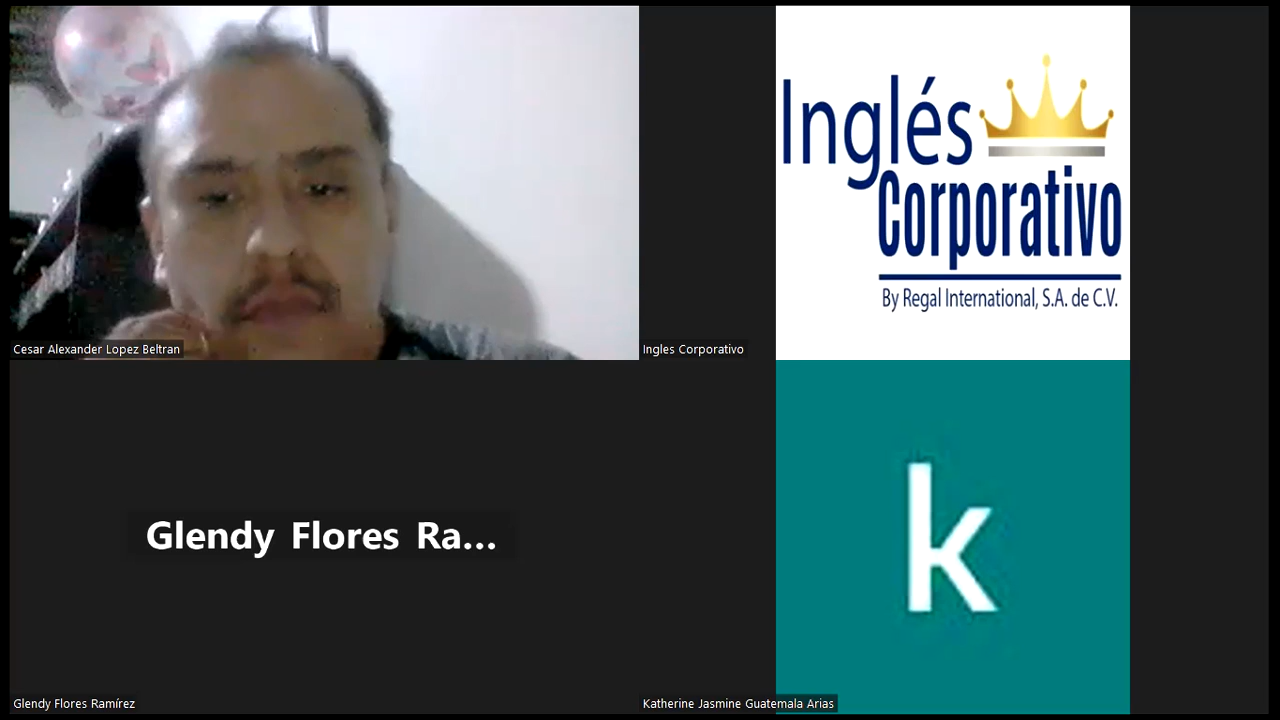 Inglés
Corporativo
By Regal International, S.A. de C.V.
Cesar Alexander Lopez Beltran
Ingles Corporativo
Glendy Flores Ra...
k
Glendy Flores Ramírez
Katherine Jasmine Guatemala Arias